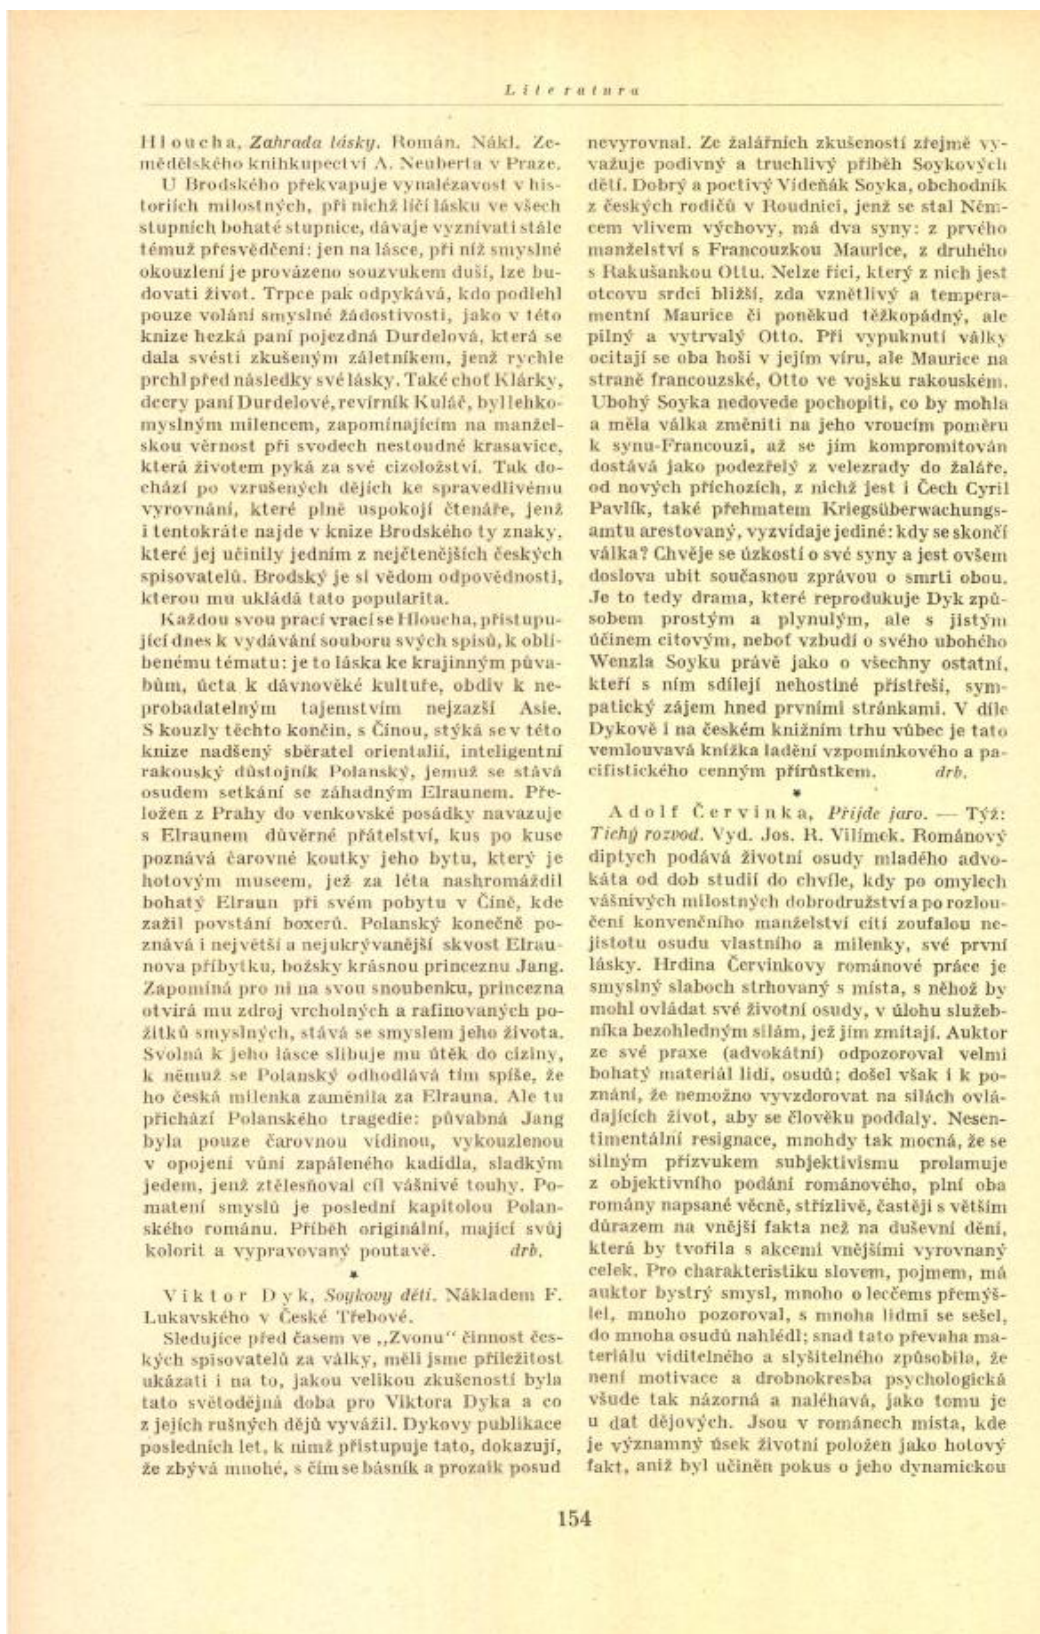 Literatura
Hloucha, Zahrada lásky. Román. Nákl. Ze-
mědělského knihkupectví A. Neuberta v Praze.
U Brodského překvapuje vynalézavost v his-
toriích milostných, při nichž líčí lásku ve všech
stupních bohaté stupnice, dávaje vyznívati stále
témuž přesvědčení: jen na lásce, při níž smyslné
okouzlení je provázeno souzvukem duší, lze bu-
dovati život. Trpce pak odpykává, kdo podlehl
pouze volání smyslné žádostivosti, jako v této
knize hezká paní pojezdná Durdelová, která se
dala svésti zkušeným záletníkem, jenž rychle
prchl před následky své lásky. Také choť Klárky,
dcery paní Durdelové, revírník Kuláč, byl lehko-
myslným milencem, zapomínajícím na manžel-
skou věrnost při svodech nestoudné krasavice,
která životem pyká za své cizoložství. Tak do-
chází po vzrušených dějích ke spravedlivému
vyrovnání, které plně uspokojí čtenáře, jenž
i tentokráte najde v knize Brodského ty znaky,
které jej učinily jedním z nejčtenějších českých
spisovatelů. Brodský je si vědom odpovědnosti,
kterou mu ukládá tato popularita.
Každou svou prací vrací se Hloucha, přistupu-
jící dnes k vydávání souboru svých spisů, k oblí-
benému tématu: je to láska ke krajinným půva-
bům, úcta k dávnověké kultuře, obdiv k ne-
probadatelným tajemstvím nejzazší Asie.
S kouzly těchto končin, s Čínou, stýká se v této
knize nadšený sběratel orientalií, inteligentní
rakouský důstojník Polanský, jemuž se stává
osudem setkání se záhadným Elraunem. Pře-
ložen z Prahy do venkovské posádky navazuje
s Elraunem důvěrné přátelství, kus po kuse
poznává čarovné koutky jeho bytu, který je
hotovým museem, jež za léta nashromáždil
bohatý Elraun při svém pobytu v Číně, kde
zažil povstání boxerů. Polanský konečně po-
znává i největší a nejukrývanější skvost Elrau-
nova příbytku, božsky krásnou princeznu Jang.
Zapomíná pro ni na svou snoubenku, princezna
otvírá mu zdroj vrcholných a rafinovaných po-
žitků smyslných, stává se smyslem jeho života.
Svolná k jeho lásce slibuje mu útěk do ciziny,
k němuž se Polanský odhodlává tím spíše, že
ho česká milenka zaměnila za Elrauna. Ale tu
přichází Polanského tragedie: půvabná Jang
byla pouze čarovnou vidinou, vykouzlenou
v opojení vůní zapáleného kadidla, sladkým
jedem, jenž ztělesňoval cíl vášnivé touhy. Po-
matení smyslů je poslední kapitolou Polan-
ského románu. Příběh originální, mající svůj
kolorit a vypravovaný poutavě. drb.
*
Viktor Dyk, Soykovy děti. Nákladem F.
Lukavského v České Třebové.
Sledujíce před časem ve „Zvonu“ činnost čes-
kých spisovatelů za války, měli jsme příležitost
ukázati i na to, jakou velikou zkušeností byla
tato světodějná doba pro Viktora Dyka a co
z jejích rušných dějů vyvážil. Dykovy publikace
posledních let, k nimž přistupuje tato, dokazují,
že zbývá mnohé, s čím se básník a prozaik posud
nevyrovnal. Ze žalářních zkušeností zřejmě vy-
važuje podivný a truchlivý příběh Soykových
dětí. Dobrý a poctivý Vídeňák Soyka, obchodník
z českých rodičů v Roudnici, jenž se stal Něm-
cem vlivem výchovy, má dva syny: z prvého
manželství s Francouzkou Maurice, z druhého
s Rakušankou Ottu. Nelze říci, který z nich jest
otcovu srdci bližší, zda vznětlivý a tempera-
mentní Maurice či poněkud těžkopádný, ale
pilný a vytrvalý Otto. Při vypuknutí války
ocitají se oba hoši v jejím víru, ale Maurice na
straně francouzské, Otto ve vojsku rakouském.
Ubohý Soyka nedovede pochopiti, co by mohla
a měla válka změniti na jeho vroucím poměru
k synu-Francouzi, až se jím kompromitován
dostává jako podezřelý z velezrady do žaláře,
od nových příchozích, z nichž jest i Čech Cyril
Pavlík, také přehmatem Kriegsüberwachungs-
amtu arestovaný, vyzvídaje jediné: kdy se skončí
válka? Chvěje se úzkostí o své syny a jest ovšem
doslova ubit současnou zprávou o smrti obou.
Je to tedy drama, které reprodukuje Dyk způ-
sobem prostým a plynulým, ale s jistým
účinem citovým, neboť vzbudí o svého ubohého
Wenzla Soyku právě jako o všechny ostatní,
kteří s ním sdílejí nehostiné přístřeší, sym-
patický zájem hned prvními stránkami. V díle
Dykově i na českém knižním trhu vůbec je tato
vemlouvavá knížka ladění vzpomínkového a pa-
cifistického cenným přírůstkem. drb.
*
Adolf Červinka, Přijde jaro. — Týž:
Tichý rozvod. Vyd. Jos. R. Vilímek. Románový
diptych podává životní osudy mladého advo-
káta od dob studií do chvíle, kdy po omylech
vášnivých milostných dobrodružství a po rozlou-
čení konvenčního manželství cítí zoufalou ne-
jistotu osudu vlastního a milenky, své první
lásky. Hrdina Červinkovy románové práce je
smyslný slaboch strhovaný s místa, s něhož by
mohl ovládat své životní osudy, v úlohu služeb-
níka bezohledným silám, jež jím zmítají. Auktor
ze své praxe (advokátní) odpozoroval velmi
bohatý materiál lidí, osudů; došel však i k po-
znání, že nemožno vyvzdorovat na silách ovlá-
dajících život, aby se člověku poddaly. Nesen-
timentální resignace, mnohdy tak mocná, že se
silným přízvukem subjektivismu prolamuje
z objektivního podání románového, plní oba
romány napsané věcně, střízlivě, častěji s větším
důrazem na vnější fakta než na duševní dění,
která by tvořila s akcemi vnějšími vyrovnaný
celek. Pro charakteristiku slovem, pojmem, má
auktor bystrý smysl, mnoho o lecčems přemýš-
lel, mnoho pozoroval, s mnoha lidmi se sešel,
do mnoha osudů nahlédl; snad tato převaha ma-
teriálu viditelného a slyšitelného způsobila, že
není motivace a drobnokresba psychologická
všude tak názorná a naléhavá, jako tomu je
u dat dějových. Jsou v románech místa, kde
je významný úsek životní položen jako hotový
fakt, aniž byl učiněn pokus o jeho dynamickou
154